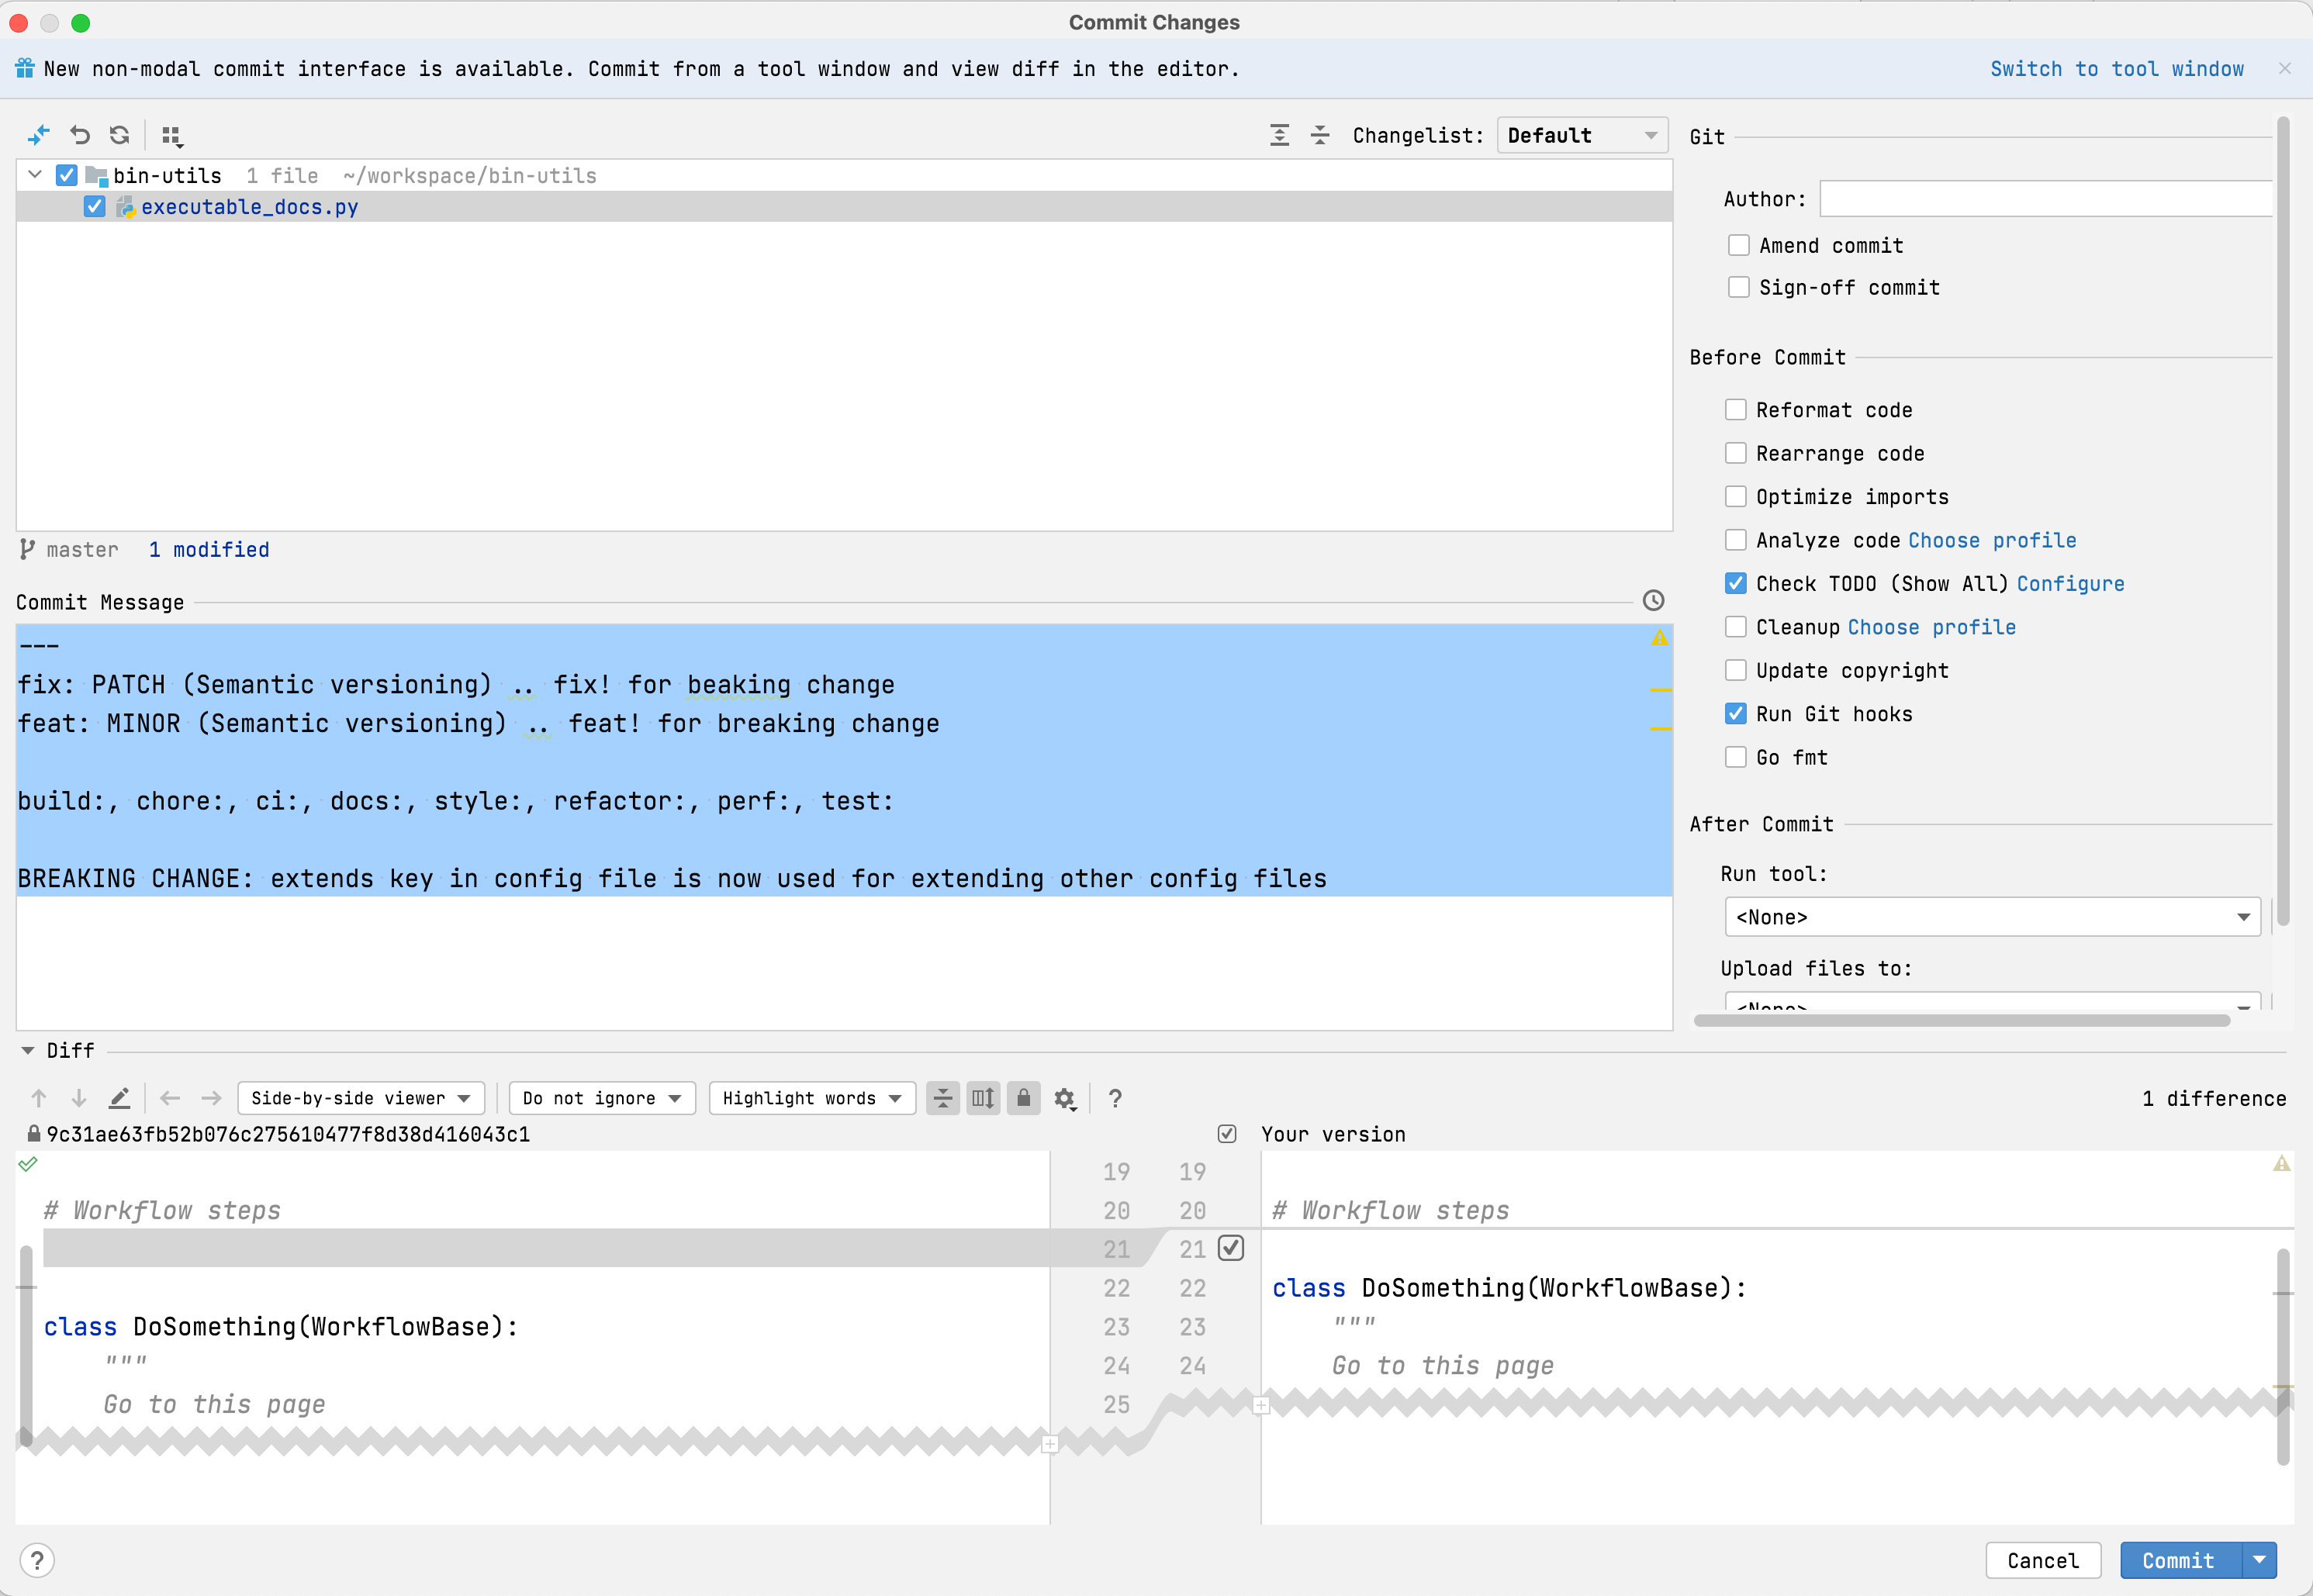 Commit Changes
New non-modal commit interface is available. Commit from a tool window and view diff in the editor.
Switch to tool window
Changelist: Default
bin-utils 1 file ~/workspace/bin-utils
executable_docs.py
master 1 modified
Commit Message
---
fix: PATCH (Semantic versioning) .. fix! for beaking change
feat: MINOR (Semantic versioning) .. feat! for breaking change
build:, chore:, ci:, docs:, style:, refactor:, perf:, test:
BREAKING CHANGE: extends key in config file is now used for extending other config files
Git
Author:
Amend commit
Sign-off commit
Before Commit
Reformat code
Rearrange code
Optimize imports
Analyze code Choose profile
Check TODO (Show All) Configure
Cleanup Choose profile
Update copyright
Run Git hooks
Go fmt
After Commit
Run tool:
<None>
Upload files to:
<None>
Diff
Side-by-side viewer Do not ignore Highlight words ? 1 difference
9c31ae63fb52b076c275610477f8d38d416043c1
Your version
19 19
# Workflow steps 20 20 # Workflow steps
21 21
22 22 class DoSomething(WorkflowBase):
class DoSomething(WorkflowBase): 23 23 """
""" 24 24 Go to this page
Go to this page 25
? Cancel Commit